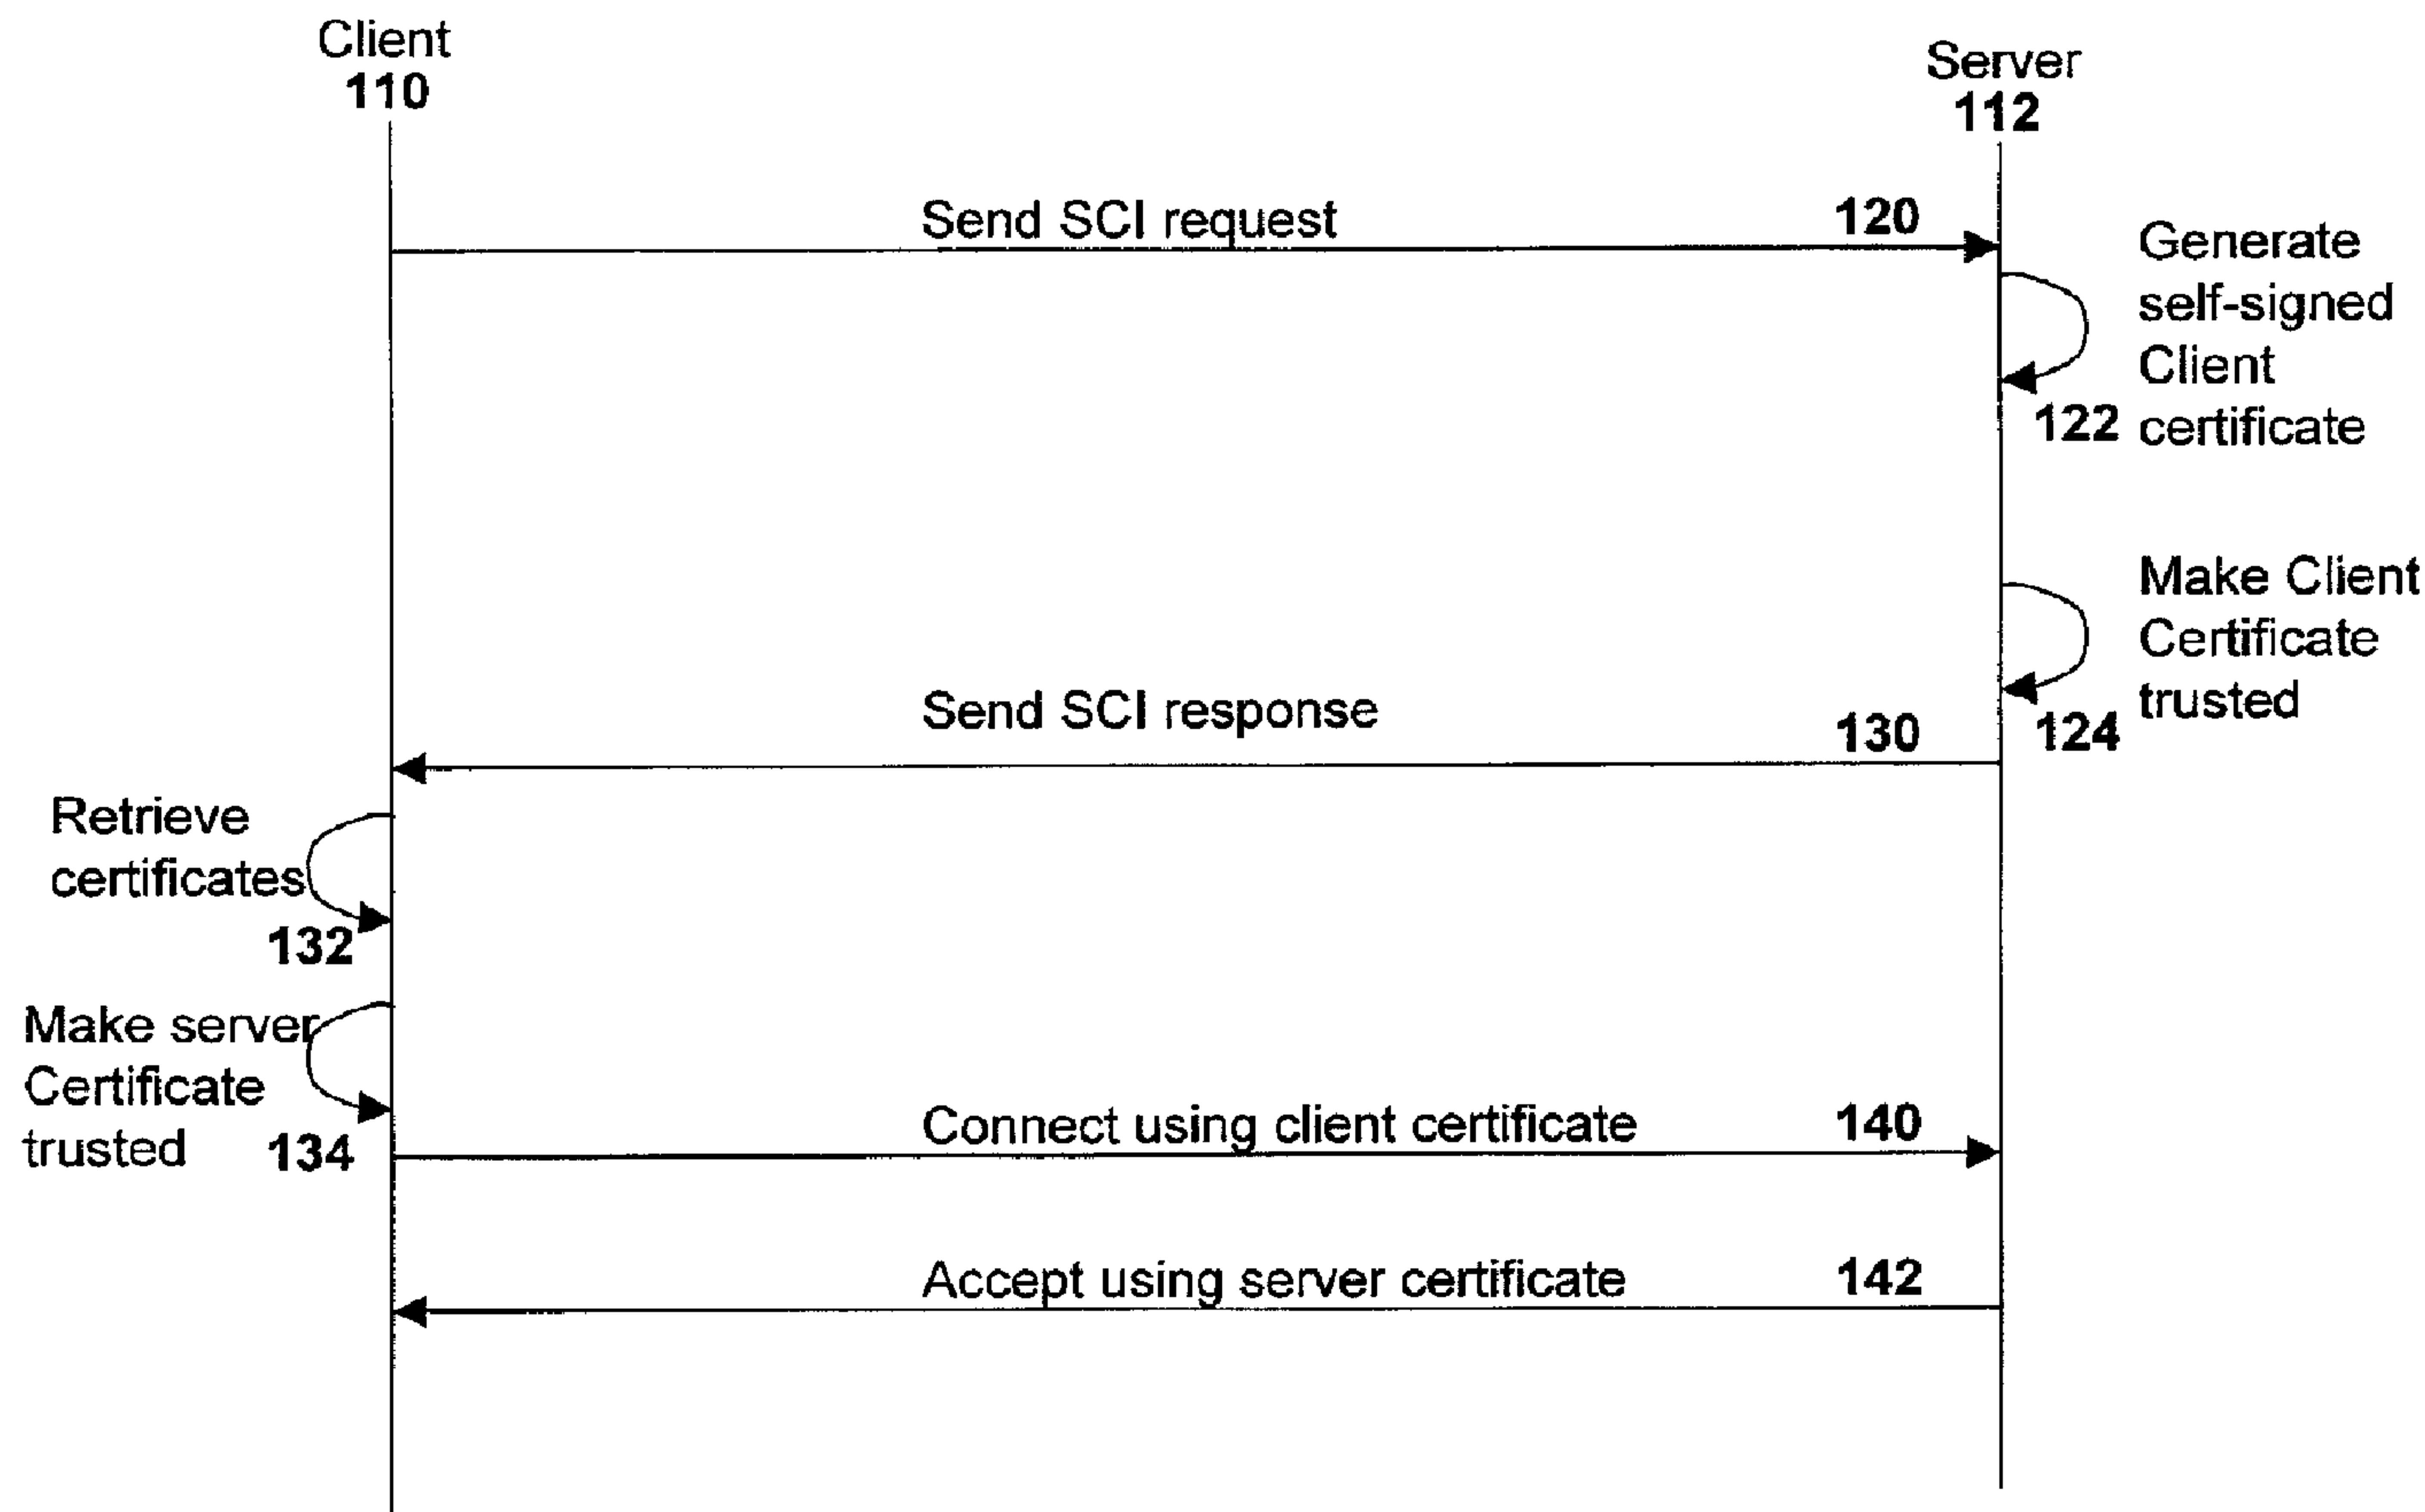 Client
110
Server
112
Send SCI request
120
Generate
self-signed
Client
certificate
122
Make Client
Certificate
trusted
124
Send SCI response
130
Retrieve
certificates
132
Make server
Certificate
trusted
134
Connect using client certificate
140
Accept using server certificate
142